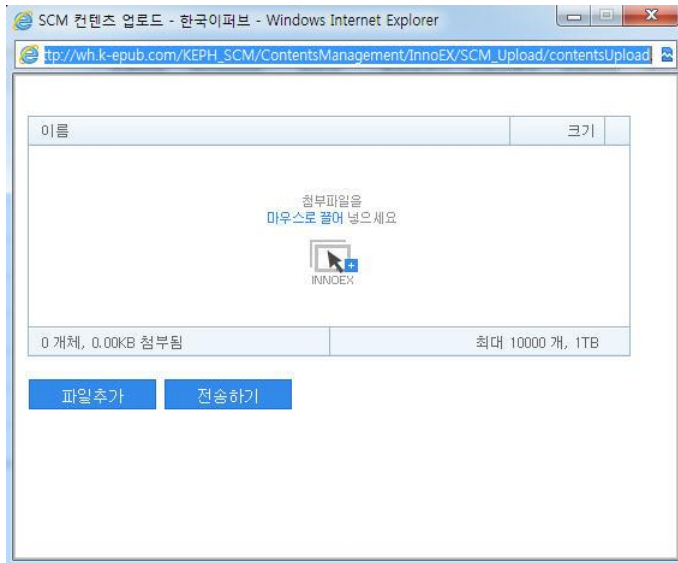 SCM 컨텐츠 업로드 - 한국이퍼브 - Windows Internet Explorer
ttp://wh.k-epub.com/KEPH_SCM/ContentsManagement/InnoEX/SCM_Upload/contentsUpload.
이름 크기
첨부파일을
마우스로 끌어 넣으세요
INNOEX
0 개체, 0.00KB 첨부됨 최대 10000 개, 1TB
파일추가 전송하기